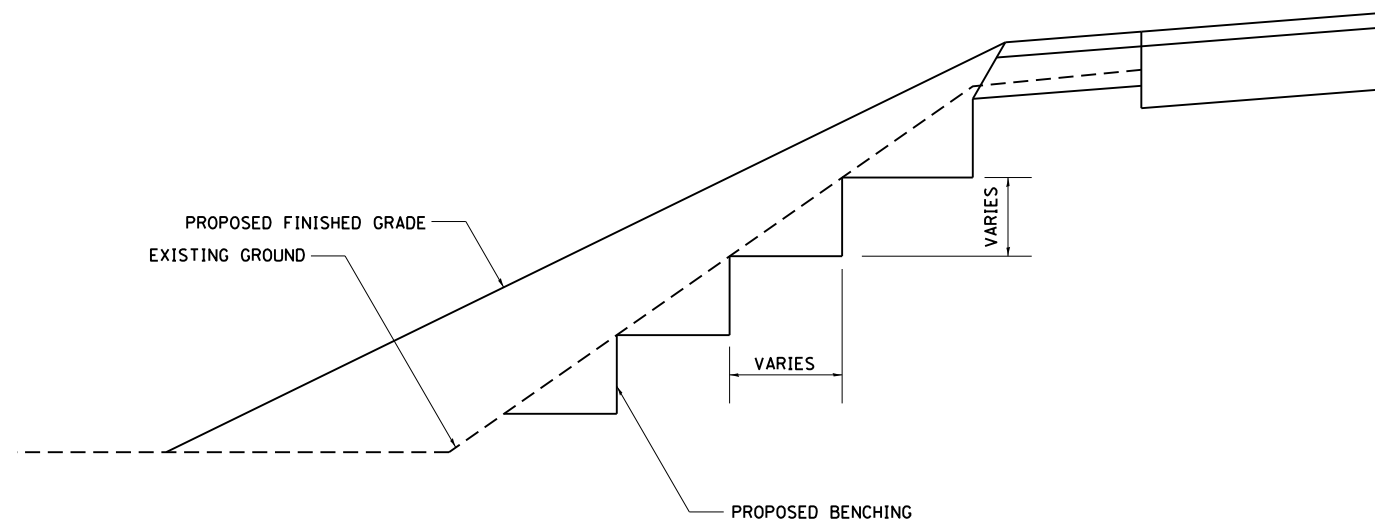 PROPOSED FINISHED GRADE
EXISTING GROUND
VARIES
VARIES
PROPOSED BENCHING